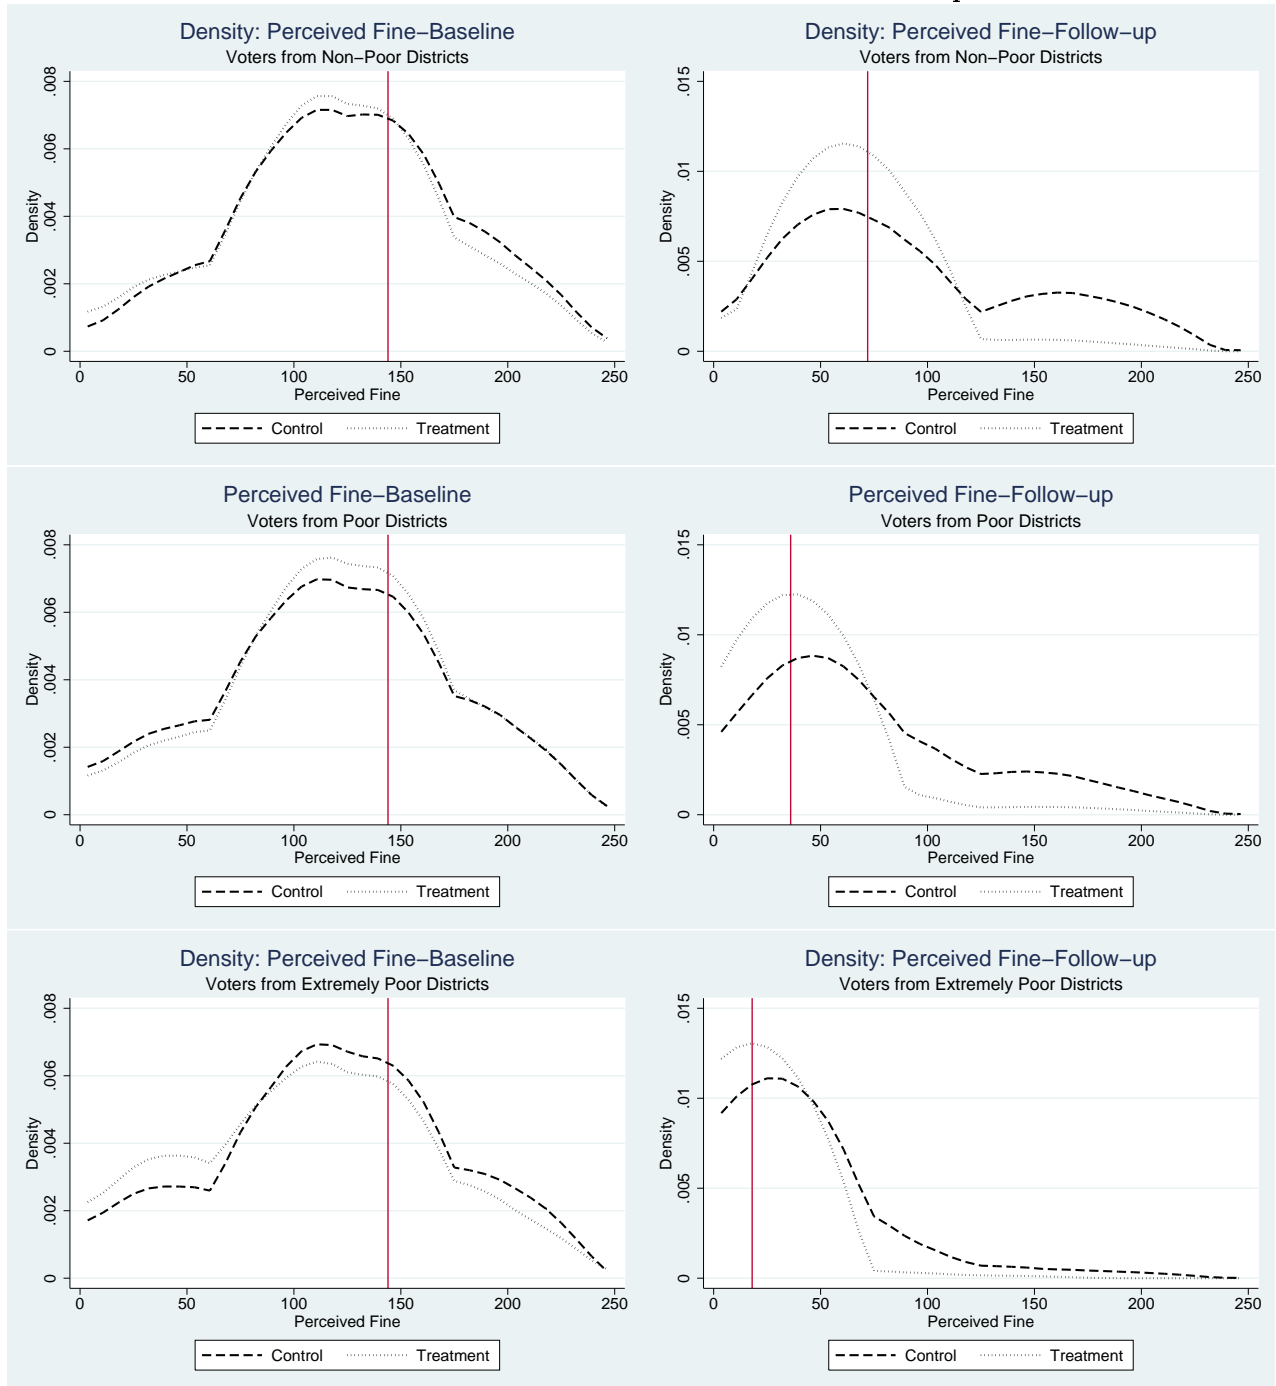 Density: Perceived Fine−Baseline
Voters from Non−Poor Districts
Density
0 .002 .004 .006 .008
0 50 100 150 200 250
Perceived Fine
Control Treatment
Density: Perceived Fine−Follow−up
Voters from Non−Poor Districts
Density
0 .005 .01 .015
0 50 100 150 200 250
Perceived Fine
Control Treatment
Perceived Fine−Baseline
Voters from Poor Districts
Density
0 .002 .004 .006 .008
0 50 100 150 200 250
Perceived Fine
Control Treatment
Perceived Fine−Follow−up
Voters from Poor Districts
Density
0 .005 .01 .015
0 50 100 150 200 250
Perceived Fine
Control Treatment
Density: Perceived Fine−Baseline
Voters from Extremely Poor Districts
Density
0 .002 .004 .006 .008
0 50 100 150 200 250
Perceived Fine
Control Treatment
Density: Perceived Fine−Follow−up
Voters from Extremely Poor Districts
Density
0 .005 .01 .015
0 50 100 150 200 250
Perceived Fine
Control Treatment